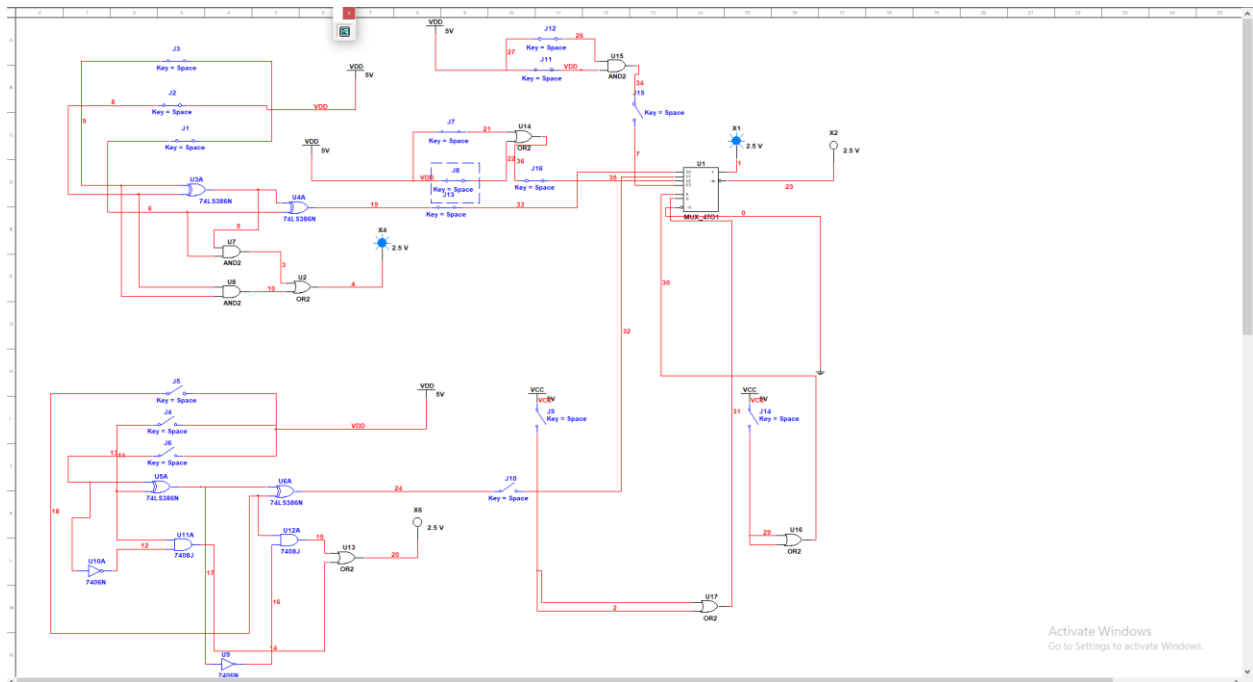 VDD
5V
J12
Key = Space
26
27
U15
AND2
J11
VDD
Key = Space
34
J15
Key = Space
J3
Key = Space
VDD
5V
8
J2
Key = Space
VDD
9
J1
Key = Space
VDD
5V
J7
21
Key = Space
U14
OR2
22
36
VDD
J8
Key = Space
J16
Key = Space
35
J13
Key = Space
33
7
X1
2.5 V
1
X2
2.5 V
23
U1
MUX_4TO1
0
U3A
74LS386N
U4A
74LS386N
19
6
5
U7
AND2
3
X4
2.5 V
U8
AND2
10
U2
OR2
4
30
32
J5
Key = Space
VDD
5V
J4
Key = Space
VDD
J6
Key = Space
13
11
VCC
5V
VCC
J9
Key = Space
31
VCC
5V
VCC
J14
Key = Space
U5A
74LS386N
U6A
74LS386N
24
J10
Key = Space
18
X6
2.5 V
U11A
7408J
12
U12A
7408J
15
U13
OR2
20
29
U16
OR2
U10A
7406N
17
16
2
U17
OR2
14
U9
7406N
Activate Windows
Go to Settings to activate Windows.